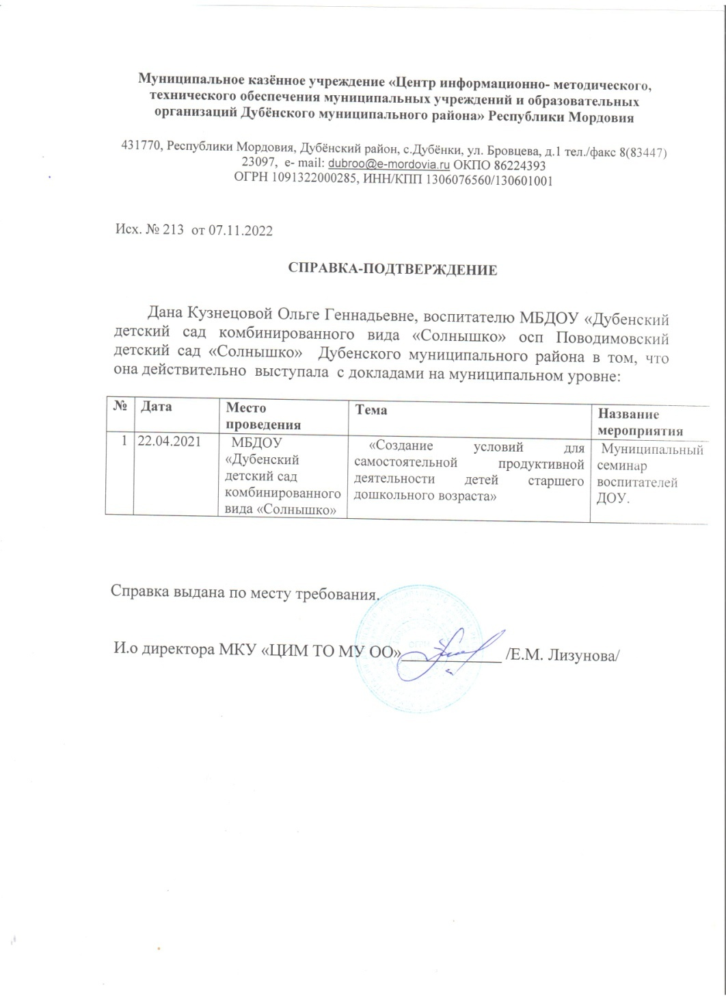 Муниципальное казённое учреждение «Центр информационно- методического,
технического обеспечения муниципальных учреждений и образовательных
организаций Дубёнского муниципального района» Республики Мордовия
431770, Республики Мордовия, Дубёнский район, с.Дубёнки, ул. Бровцева, д.1 тел./факс 8(83447)
23097, е- mail: dubroo@e-mordovia.ru ОКПО 86224393
ОГРН 1091322000285, ИНН/КПП 1306076560/130601001
Исх. № 213 от 07.11.2022
СПРАВКА-ПОДТВЕРЖДЕНИЕ
Дана Кузнецовой Ольге Геннадьевне, воспитателю МБДОУ «Дубенский
детский сад комбинированного вида «Солнышко» осп Поводимовский
детский сад «Солнышко» Дубенского муниципального района в том, что
она действительно выступала с докладами на муниципальном уровне:
№ Дата Место Тема Название
проведения мероприятия
1 22.04.2021 МБДОУ «Создание условий для Муниципальный
«Дубенский самостоятельной продуктивной семинар
детский сад деятельности детей старшего воспитателей
комбинированного дошкольного возраста» ДОУ.
вида «Солнышко»
Справка выдана по месту требования.
И.о директора МКУ «ЦИМ ТО МУ ОО»____________ /Е.М. Лизунова/